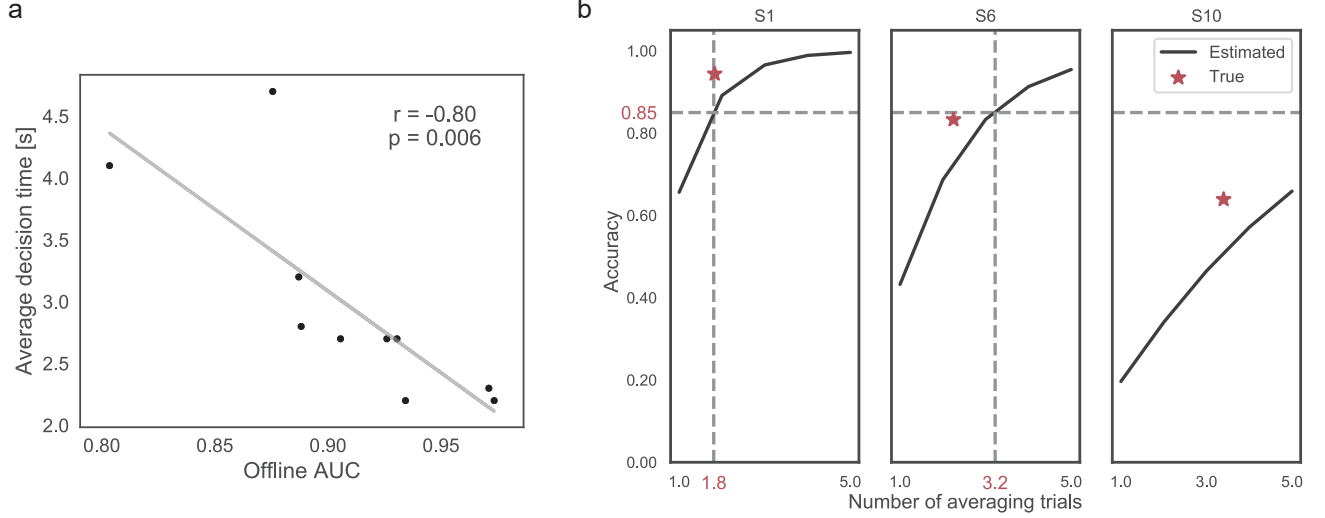 a
r = -0.80
p = 0.006
Average decision time [s]
4.5
4.0
3.5
3.0
2.5
2.0
0.80
0.85
0.90
0.95
Offline AUC
b
S1
S6
S10
Estimated
True
Accuracy
1.00
0.85
0.80
0.60
0.40
0.20
0.00
1.0
1.8
5.0
1.0
3.2
5.0
1.0
3.0
5.0
Number of averaging trials